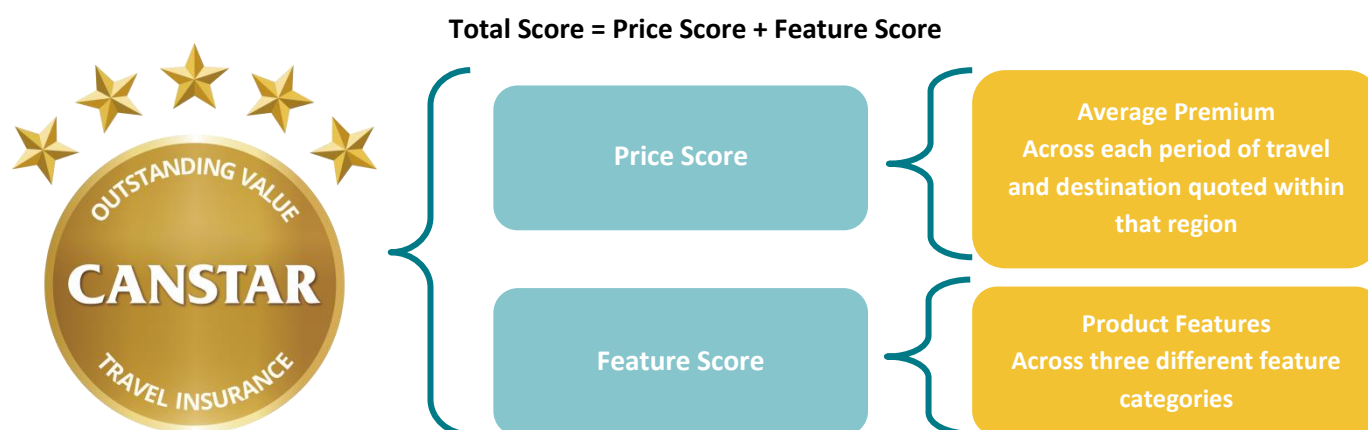 Total Score = Price Score + Feature Score
OUTSTANDING VALUE
CANSTAR
TRAVEL INSURANCE
Price Score
Average Premium
Across each period of travel
and destination quoted within
that region
Feature Score
Product Features
Across three different feature
categories